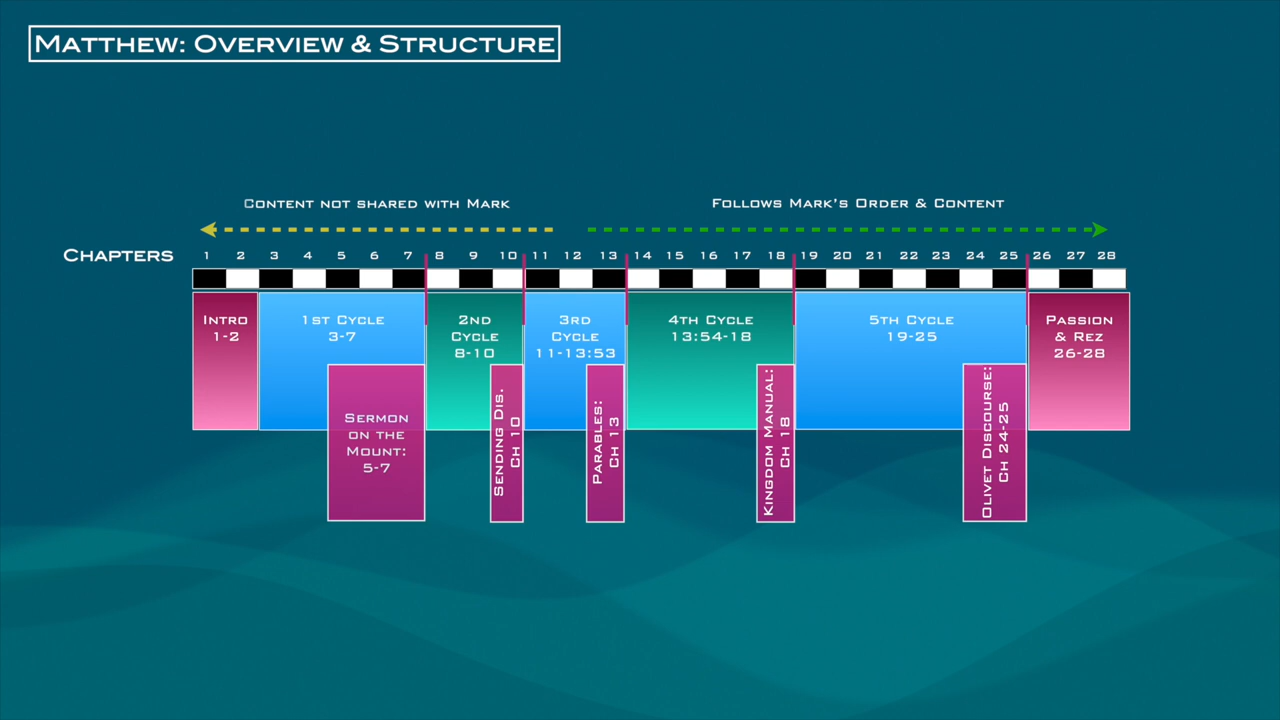 Matthew: Overview & Structure
Content not shared with Mark
Follows Mark's Order & Content
Chapters 1 2 3 4 5 6 7 8 9 10 11 12 13 14 15 16 17 18 19 20 21 22 23 24 25 26 27 28
Intro
1-2
1st Cycle
3-7
2nd
Cycle
8-10
3rd
Cycle
11-13:53
4th Cycle
13:54-18
5th Cycle
19-25
Passion
& Rez
26-28
Sermon
on the
Mount:
5-7
Sending Dis.
Ch 10
Parables:
Ch 13
Kingdom Manual:
Ch 18
Olivet Discourse:
Ch 24-25